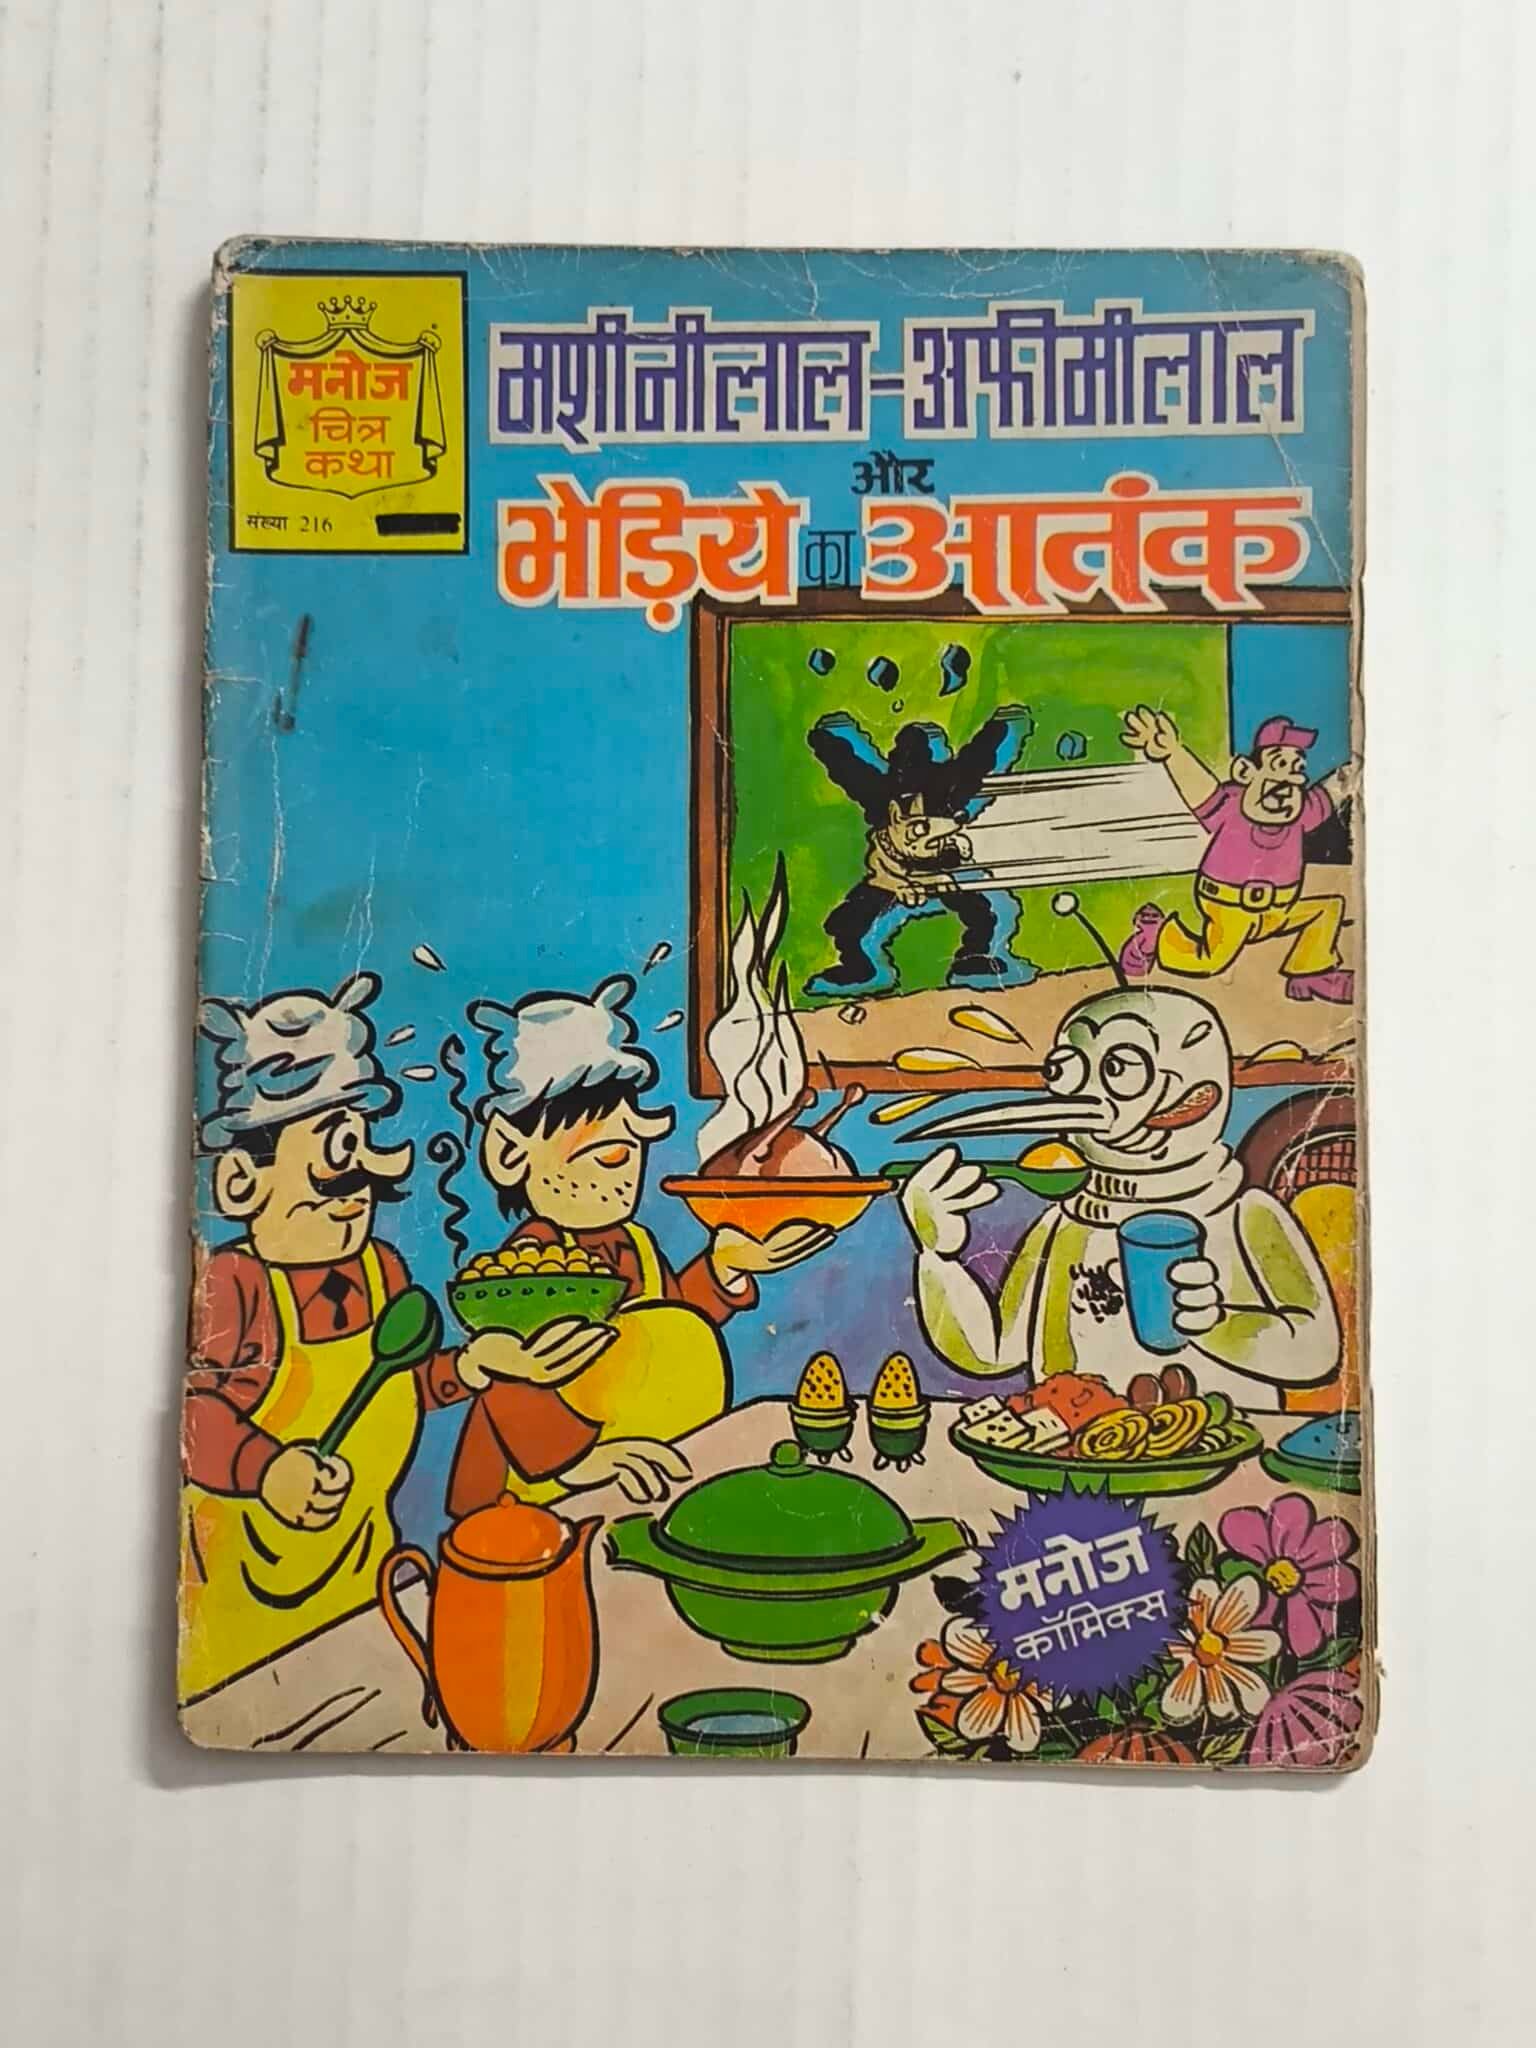 मनोज
चित्र
कथा
संख्या 216
मशीनीलाल-अफीमीलाल
और
भेड़िये का आतंक
मनोज
कॉमिक्स